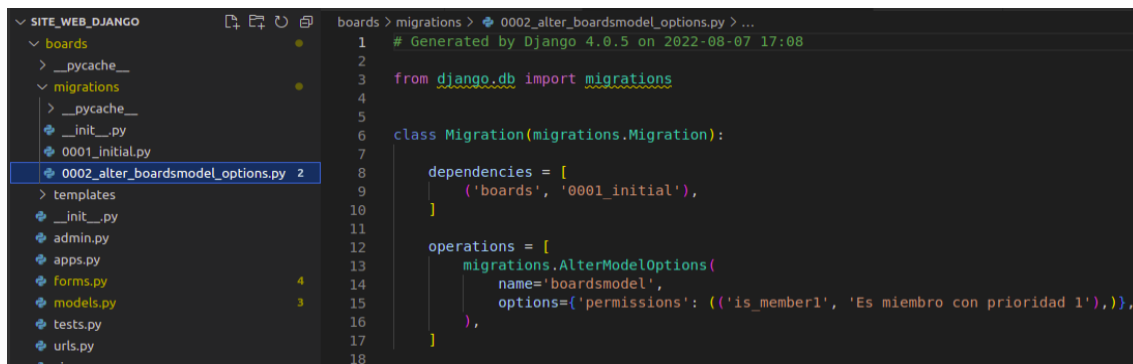 SITE_WEB_DJANGO
boards
__pycache__
migrations
__pycache__
__init__.py
0001_initial.py
0002_alter_boardsmodel_options.py 2
templates
__init__.py
admin.py
apps.py
forms.py 4
models.py 3
tests.py
urls.py
boards > migrations > 0002_alter_boardsmodel_options.py > ...
1 # Generated by Django 4.0.5 on 2022-08-07 17:08
2
3 from django.db import migrations
4
5
6 class Migration(migrations.Migration):
7
8     dependencies = [
9         ('boards', '0001_initial'),
10     ]
11
12     operations = [
13         migrations.AlterModelOptions(
14             name='boardsmodel',
15             options={'permissions': (('is_member1', 'Es miembro con prioridad 1'),)},
16         ),
17     ]
18